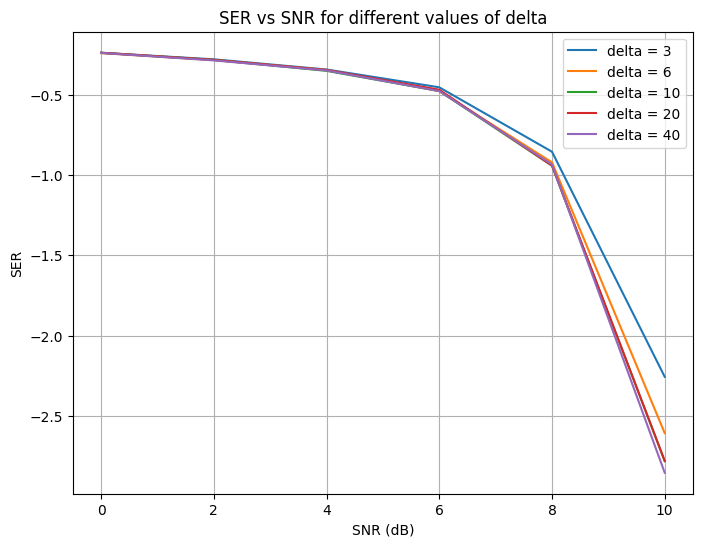 SER vs SNR for different values of delta
delta = 3
delta = 6
delta = 10
delta = 20
delta = 40
SER
−0.5
−1.0
−1.5
−2.0
−2.5
0 2 4 6 8 10
SNR (dB)